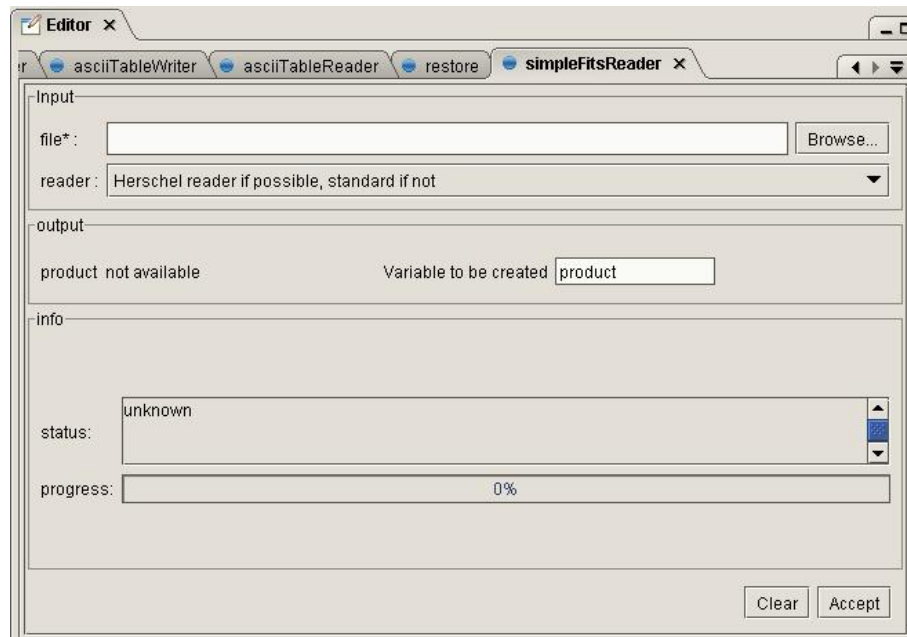 Editor
r asciiTableWriter asciiTableReader restore simpleFitsReader
Input
file* : Browse...
reader : Herschel reader if possible, standard if not
output
product not available Variable to be created product
info
status: unknown
progress: 0%
Clear Accept